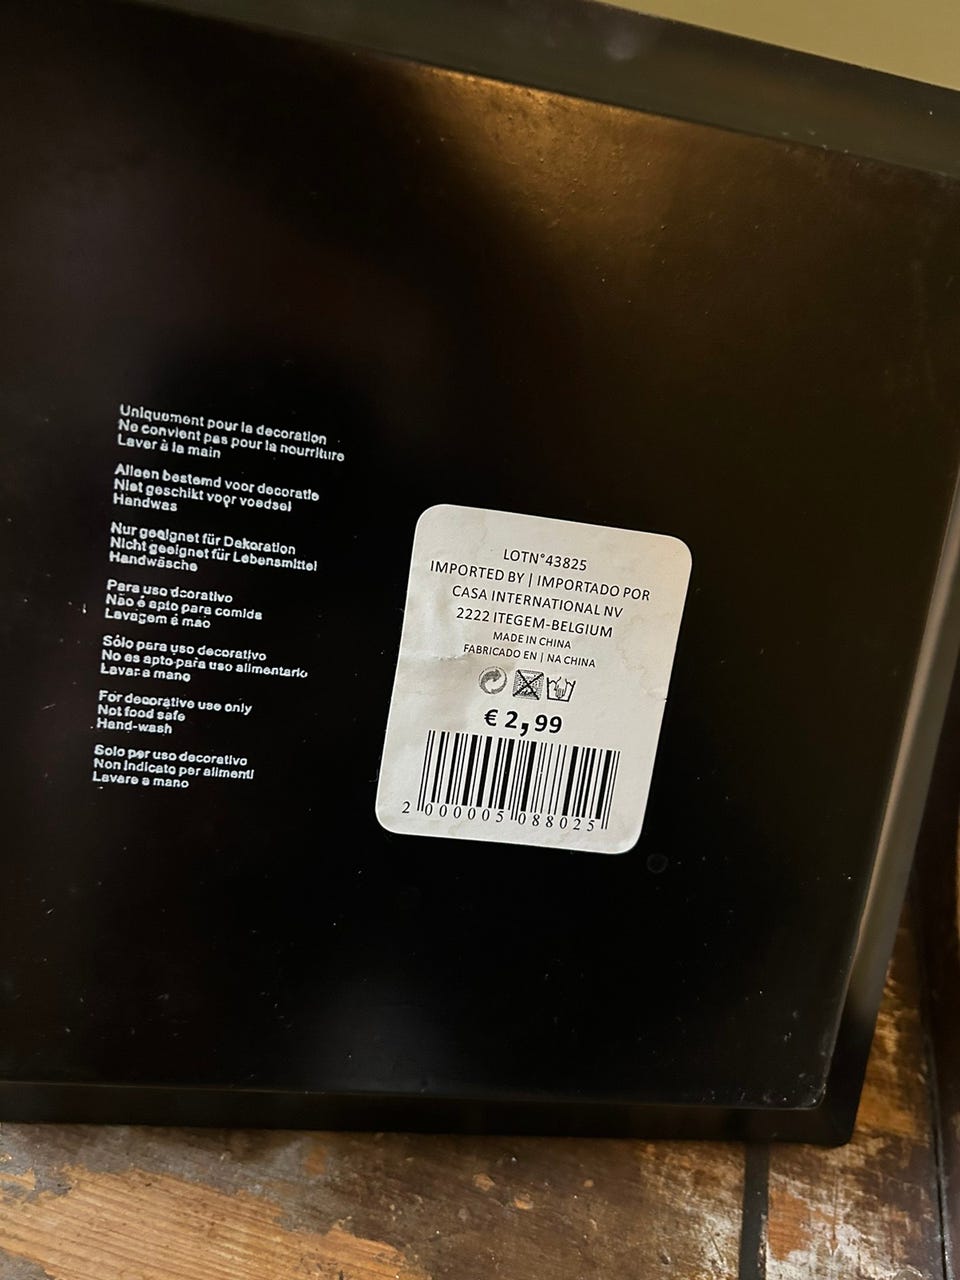 Uniquement pour la decoration
Ne convient pas pour la nourriture
Laver à la main
Alleen bestemd voor decoratie
Niet geschikt voor voedsel
Handwas
Nur geeignet für Dekoration
Nicht geeignet für Lebensmittel
Handwäsche
Para uso dcorativo
Não é apto para comida
Lavagem á mao
Sólo para uso decorativo
No es apto para uso alimentario
Lavar a mano
For decorative use only
Not food safe
Hand-wash
Solo per uso decorativo
Non indicato per alimenti
Lavare a mano
LOTN°43825
IMPORTED BY | IMPORTADO POR
CASA INTERNATIONAL NV
2222 ITEGEM-BELGIUM
MADE IN CHINA
FABRICADO EN | NA CHINA
€ 2,99
2 000005 088025